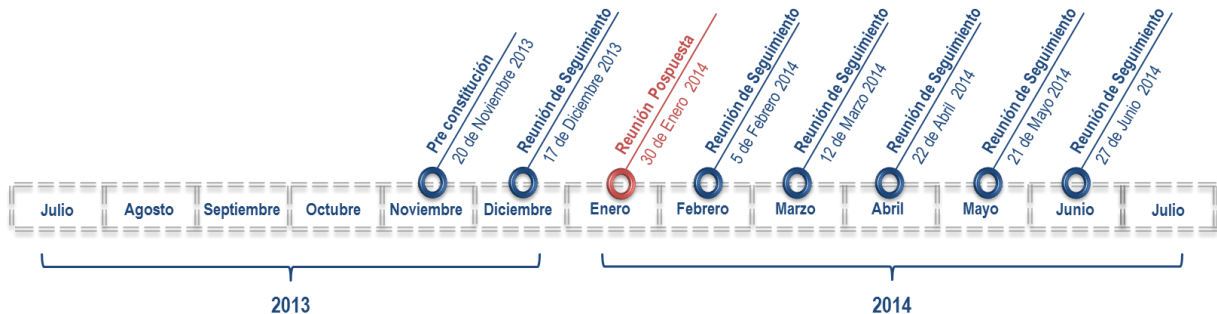 Pre constitución
20 de Noviembre 2013
Reunión de Seguimiento
17 de Diciembre 2013
Reunión Pospuesta
30 de Enero 2014
Reunión de Seguimiento
5 de Febrero 2014
Reunión de Seguimiento
12 de Marzo 2014
Reunión de Seguimiento
22 de Abril 2014
Reunión de Seguimiento
21 de Mayo 2014
Reunión de Seguimiento
27 de Junio 2014
Julio
Agosto
Septiembre
Octubre
Noviembre
Diciembre
Enero
Febrero
Marzo
Abril
Mayo
Junio
Julio
2013
2014